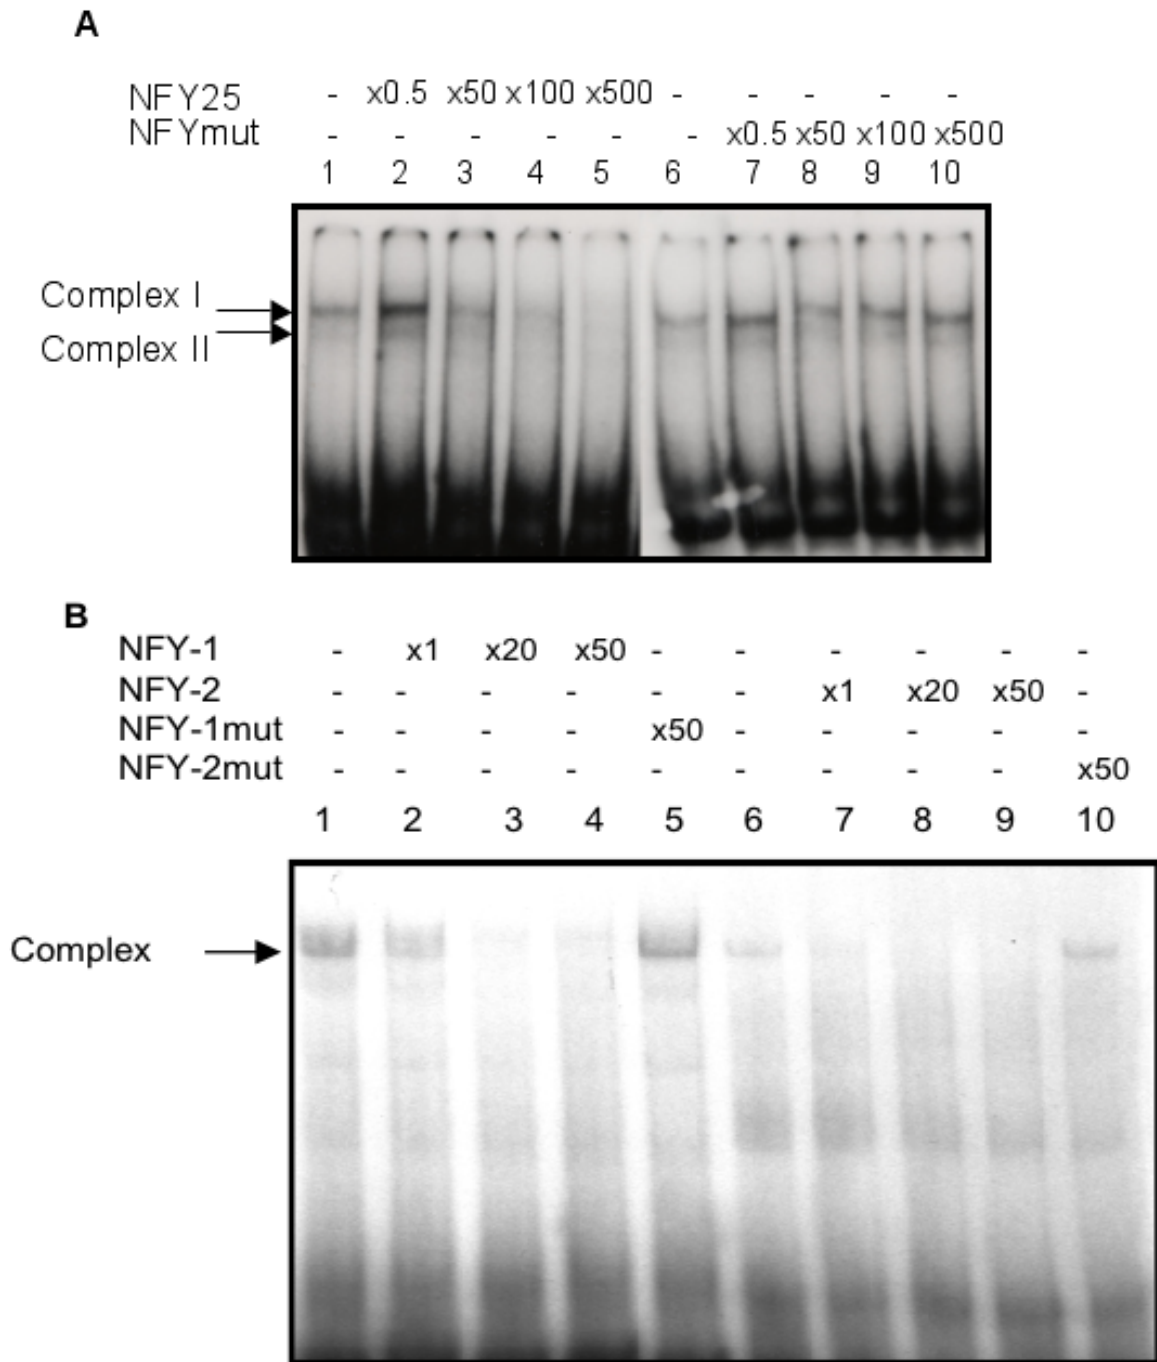 A
NFY25 - x0.5 x50 x100 x500 - - - - -
NFYmut - - - - - - x0.5 x50 x100 x500
1 2 3 4 5 6 7 8 9 10
Complex I
Complex II
B
NFY-1 - x1 x20 x50 - - - - - -
NFY-2 - - - - - - x1 x20 x50 -
NFY-1mut - - - - x50 - - - - -
NFY-2mut - - - - - - - - - x50
1 2 3 4 5 6 7 8 9 10
Complex